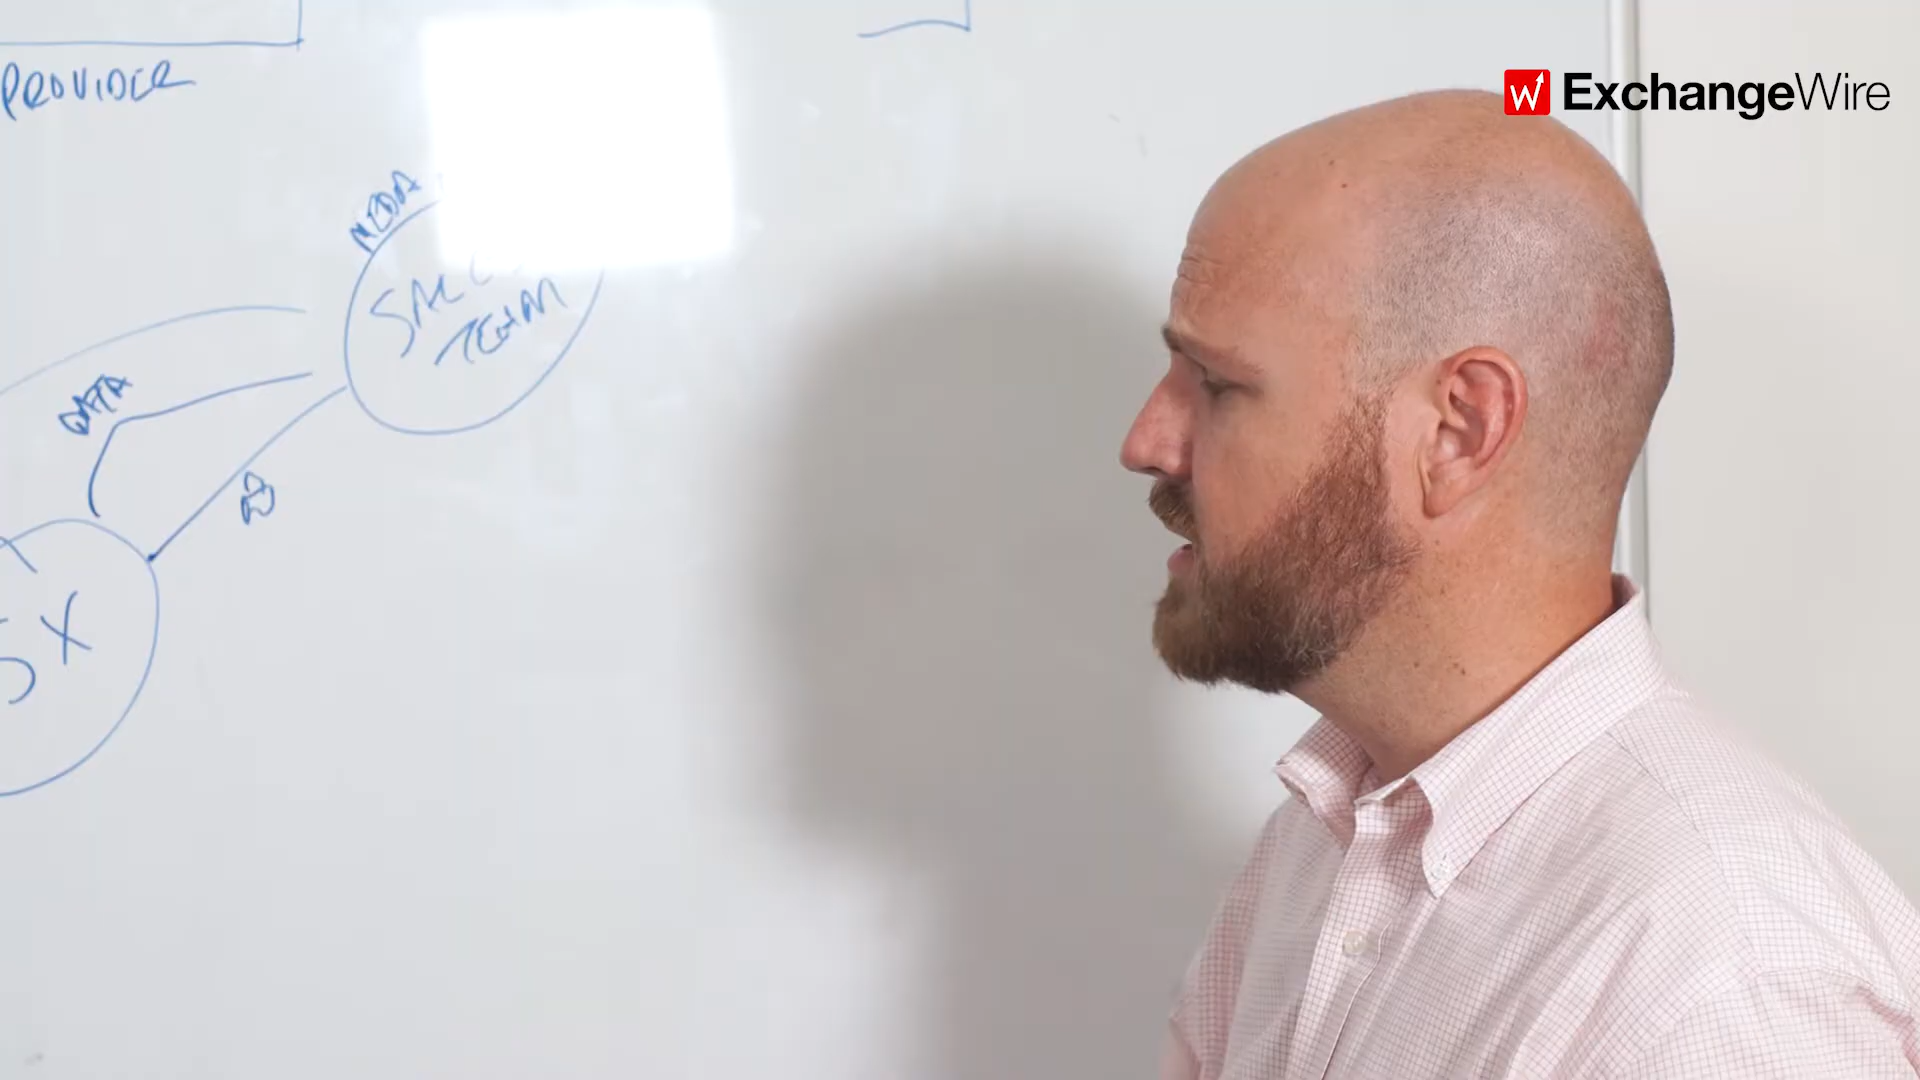 ExchangeWire
PROVIDER
MEDIA
SALES
TEAM
DATA
SX